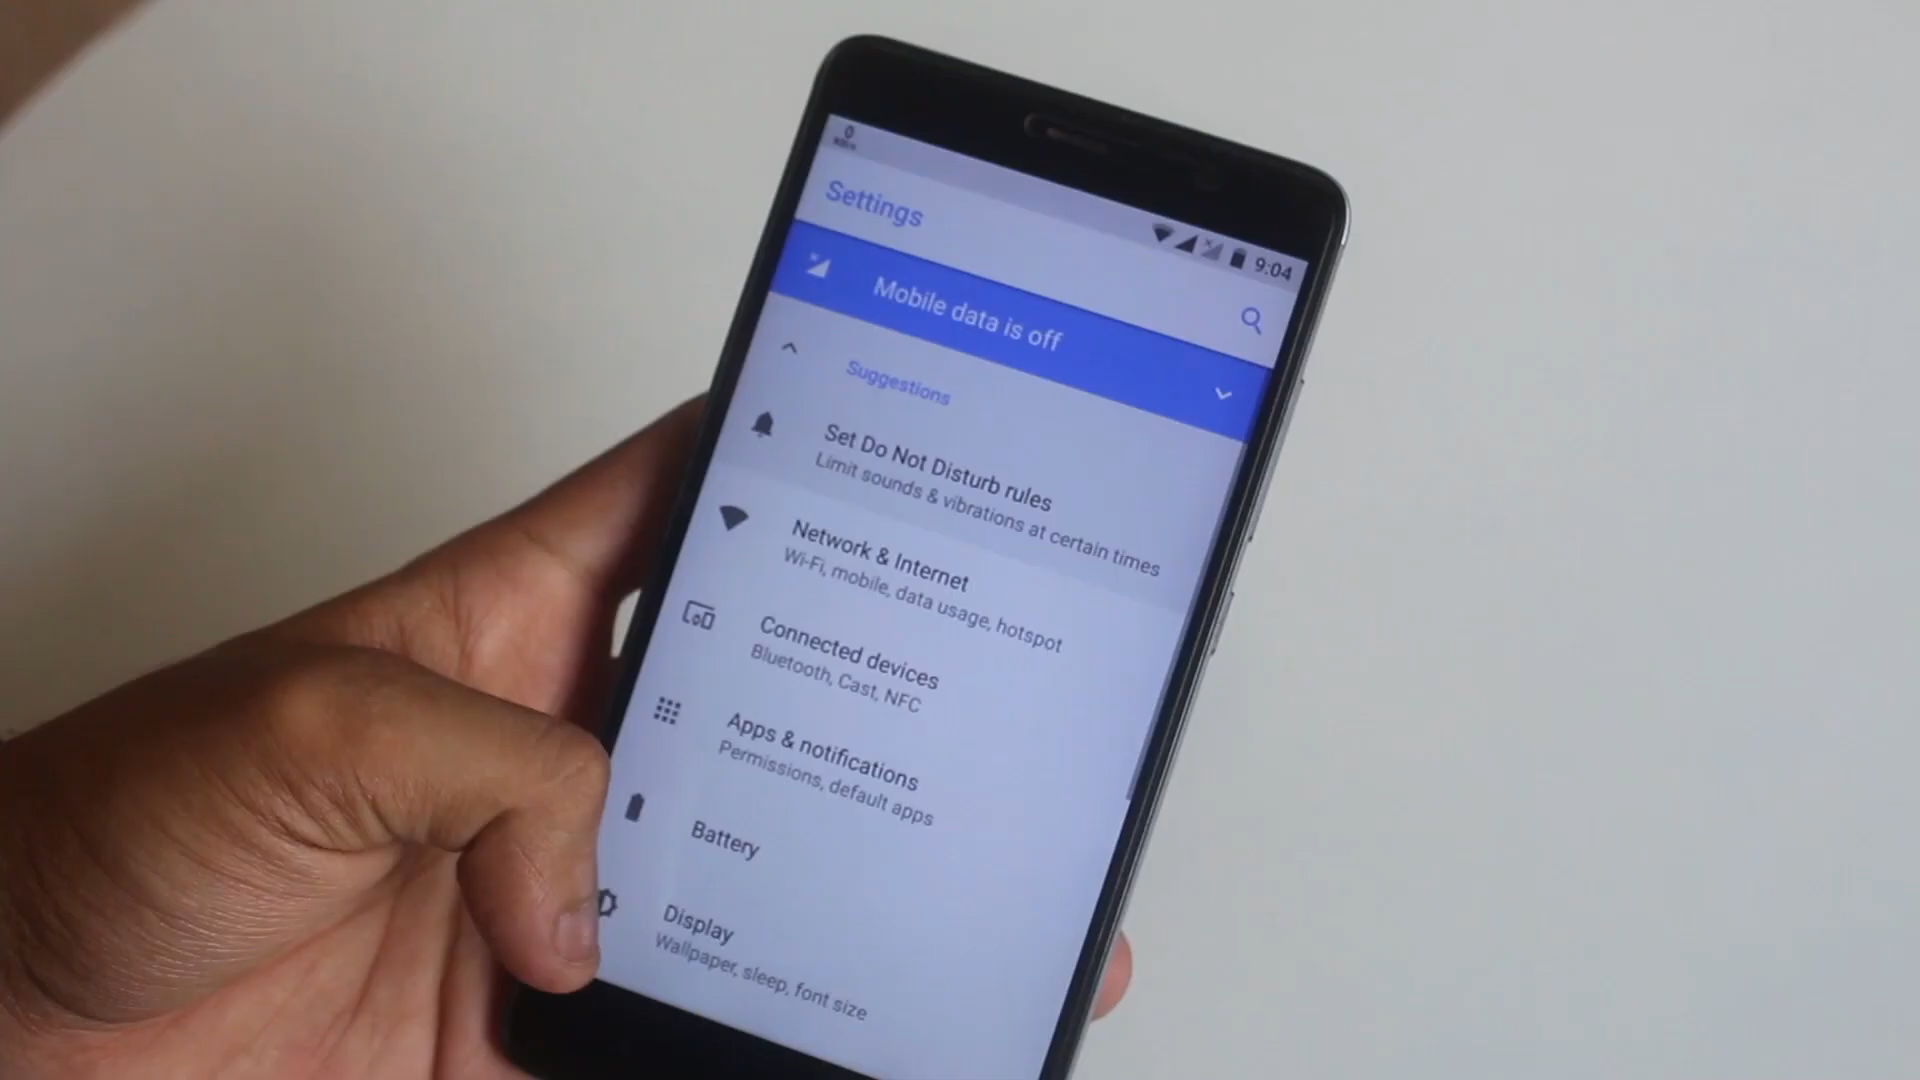 0
9:04
Settings
Mobile data is off
Suggestions
Set Do Not Disturb rules
Limit sounds & vibrations at certain times
Network & Internet
Wi-Fi, mobile, data usage, hotspot
Connected devices
Bluetooth, Cast, NFC
Apps & notifications
Permissions, default apps
Battery
Display
Wallpaper, sleep, font size